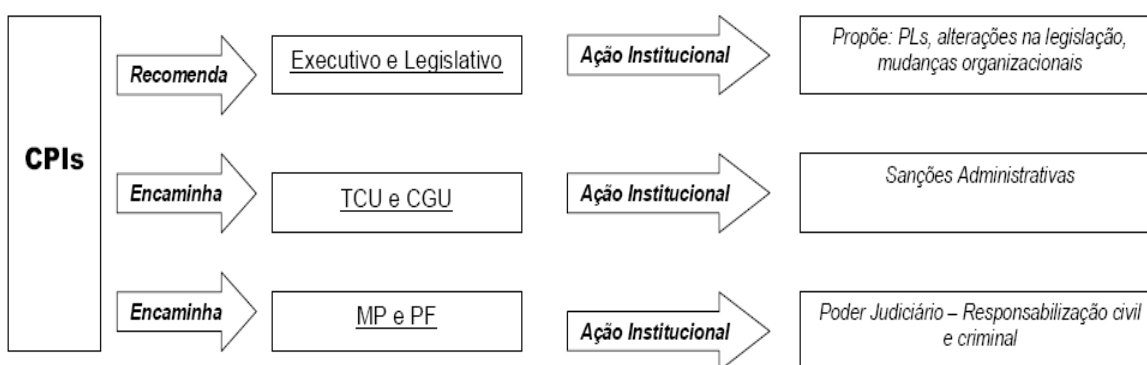 CPIs
Recomenda
Executivo e Legislativo
Ação Institucional
Propõe: PLs, alterações na legislação,
mudanças organizacionais
Encaminha
TCU e CGU
Ação Institucional
Sanções Administrativas
Encaminha
MP e PF
Ação Institucional
Poder Judiciário – Responsabilização civil
e criminal